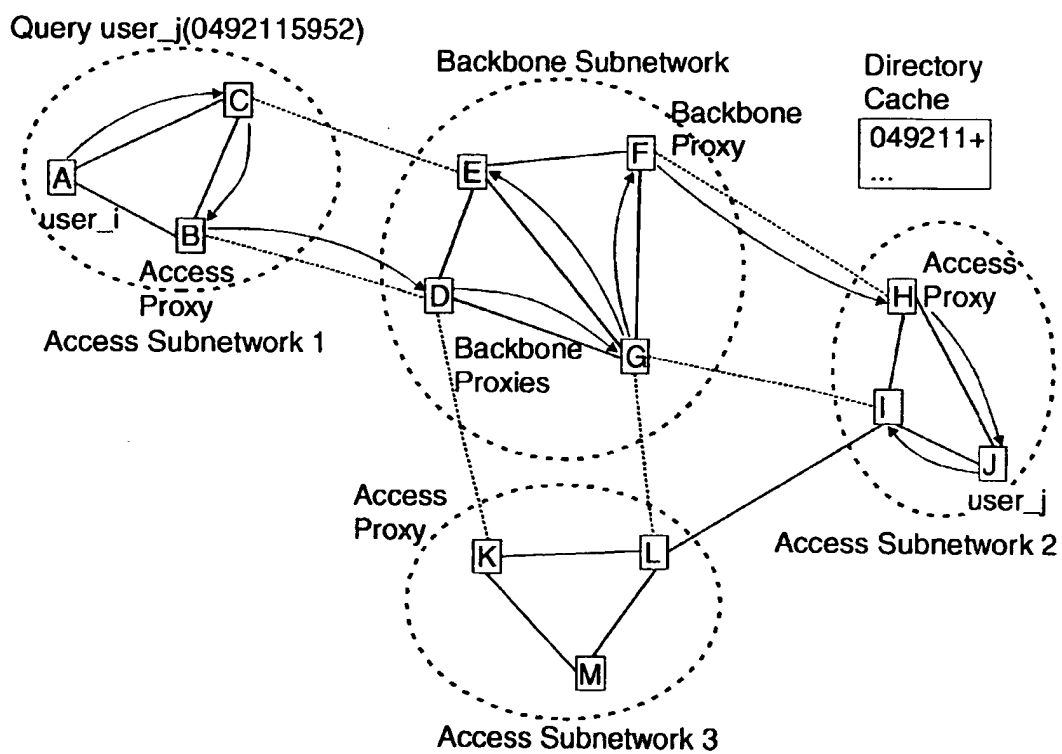 Query user_j(0492115952)
Backbone Subnetwork
Directory
Cache
049211+
...
Backbone
Proxy
C
F
E
A
user_i
B
Access
Proxy
Access Subnetwork 1
D
Backbone
Proxies
G
Access
Proxy
H
I
J
user_j
Access Subnetwork 2
Access
Proxy
K
L
M
Access Subnetwork 3